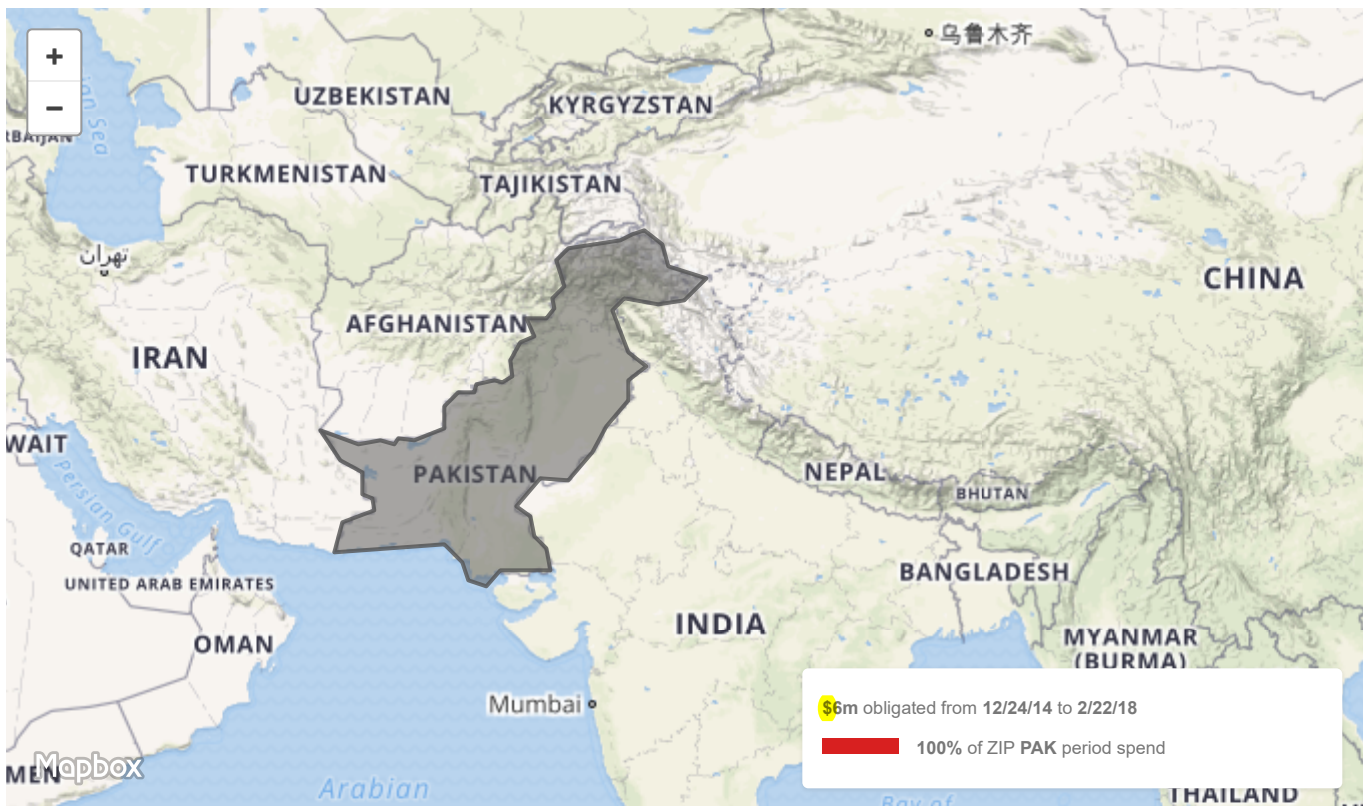 +
−
乌鲁木齐
UZBEKISTAN
KYRGYZSTAN
TURKMENISTAN
TAJIKISTAN
تهران
CHINA
AFGHANISTAN
IRAN
WAIT
PAKISTAN
NEPAL
BHUTAN
Persian Gulf
QATAR
UNITED ARAB EMIRATES
BANGLADESH
INDIA
OMAN
MYANMAR
(BURMA)
Mumbai
$6m obligated from 12/24/14 to 2/22/18
100% of ZIP PAK period spend
MEN
Mapbox
Arabian
Bay of
THAILAND